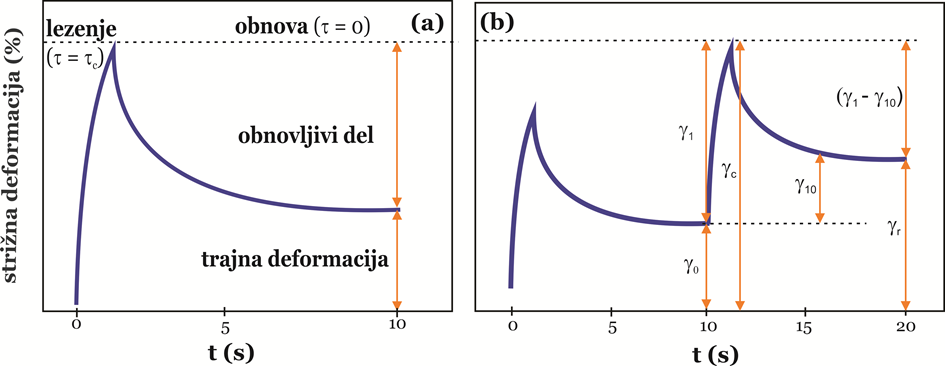 strižna deformacija (%)
lezenje
(τ = τc)
obnova (τ = 0)
(a)
obnovljivi del
trajna deformacija
0
5
10
t (s)
(b)
γ1
γc
γ0
γ10
(γ1 - γ10)
γr
0
10
15
20
t (s)